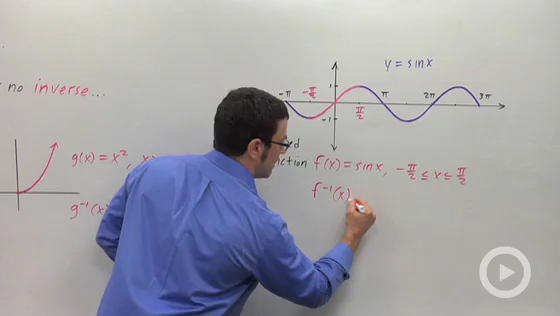 no inverse...
y = sin x
1
-π
-π/2
π/2
π
2π
3π
-1
g(x) = x²,
f(x) = sin x, -π/2 ≤ x ≤ π/2
g⁻¹(x
f⁻¹(x)